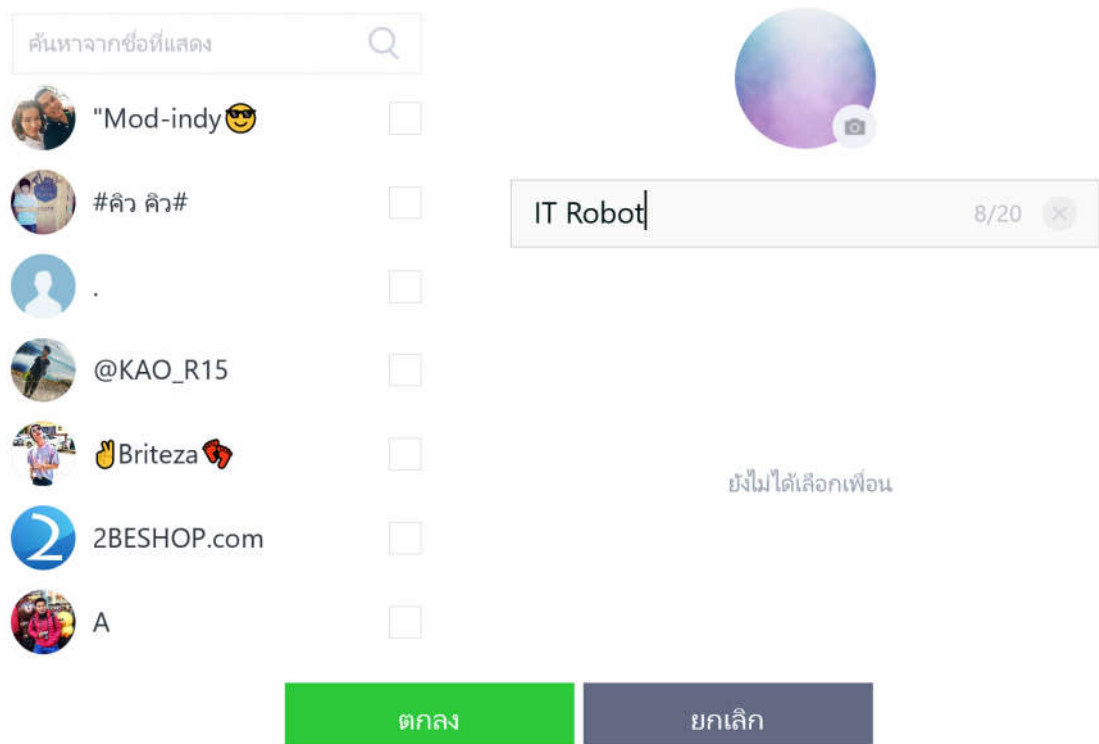 ค้นหาจากชื่อที่แสดง
"Mod-indy😎
#คิว คิว#
.
@KAO_R15
✌Briteza👣
2BESHOP.com
A
IT Robot
8/20
ยังไม่ได้เลือกเพื่อน
ตกลง
ยกเลิก